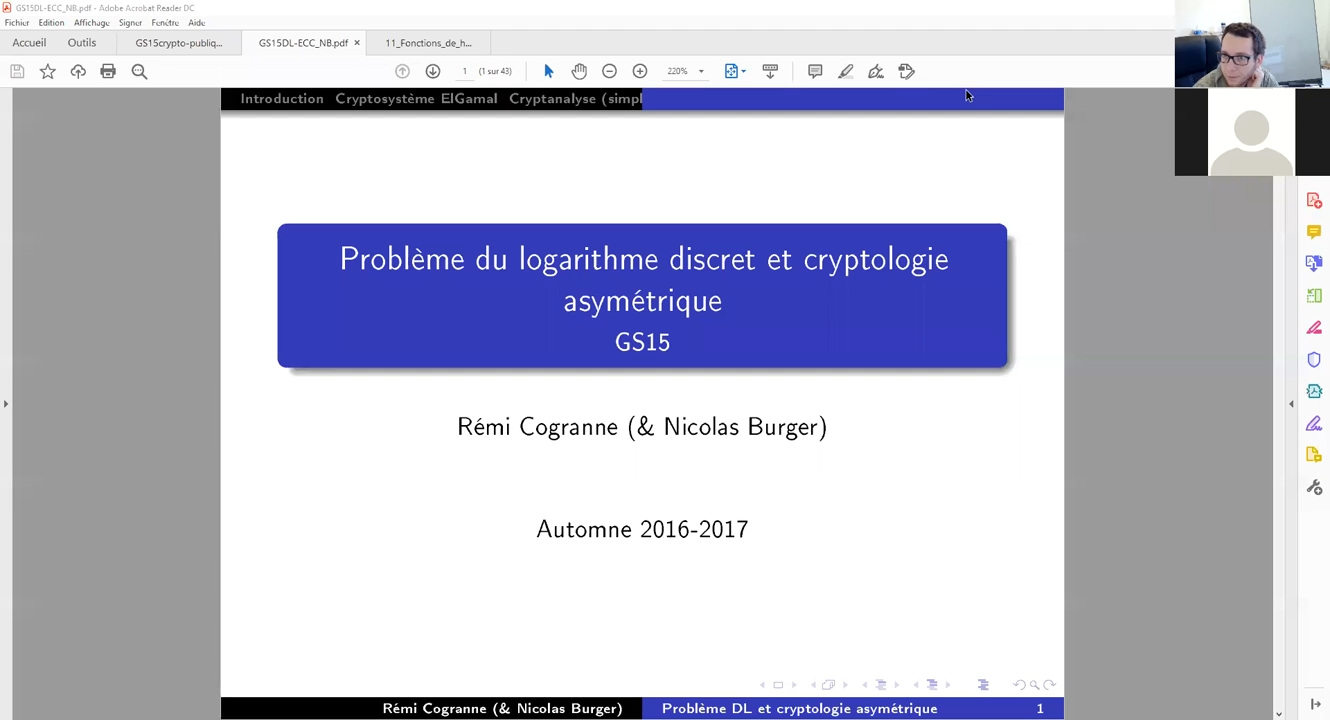 GS15DL-ECC_NB.pdf - Adobe Acrobat Reader DC
Fichier Edition Affichage Signer Fenêtre Aide
Accueil Outils GS15crypto-publiq... GS15DL-ECC_NB.pdf × 11_Fonctions_de_h...
1 (1 sur 43) 220%
Introduction Cryptosystème ElGamal Cryptanalyse (simpl
Problème du logarithme discret et cryptologie
asymétrique
GS15
Rémi Cogranne (& Nicolas Burger)
Automne 2016-2017
Rémi Cogranne (& Nicolas Burger) Problème DL et cryptologie asymétrique 1